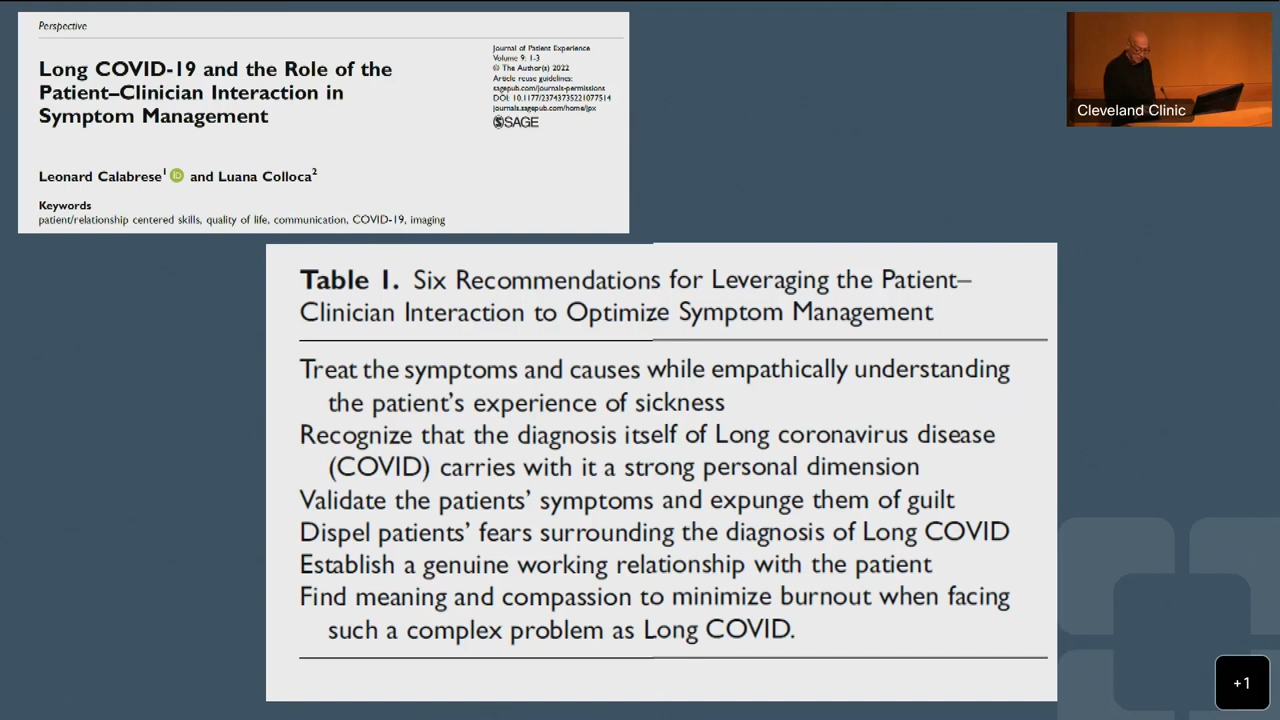 Perspective
Long COVID-19 and the Role of the
Patient–Clinician Interaction in
Symptom Management
Journal of Patient Experience
Volume 9: 1-3
© The Author(s) 2022
Article reuse guidelines:
sagepub.com/journals-permissions
DOI: 10.1177/23743735221077514
journals.sagepub.com/home/jpx
SAGE
Leonard Calabrese1 iD and Luana Colloca2
Keywords
patient/relationship centered skills, quality of life, communication, COVID-19, imaging
Cleveland Clinic
Table 1. Six Recommendations for Leveraging the Patient–
Clinician Interaction to Optimize Symptom Management
Treat the symptoms and causes while empathically understanding
the patient's experience of sickness
Recognize that the diagnosis itself of Long coronavirus disease
(COVID) carries with it a strong personal dimension
Validate the patients' symptoms and expunge them of guilt
Dispel patients' fears surrounding the diagnosis of Long COVID
Establish a genuine working relationship with the patient
Find meaning and compassion to minimize burnout when facing
such a complex problem as Long COVID.
+1